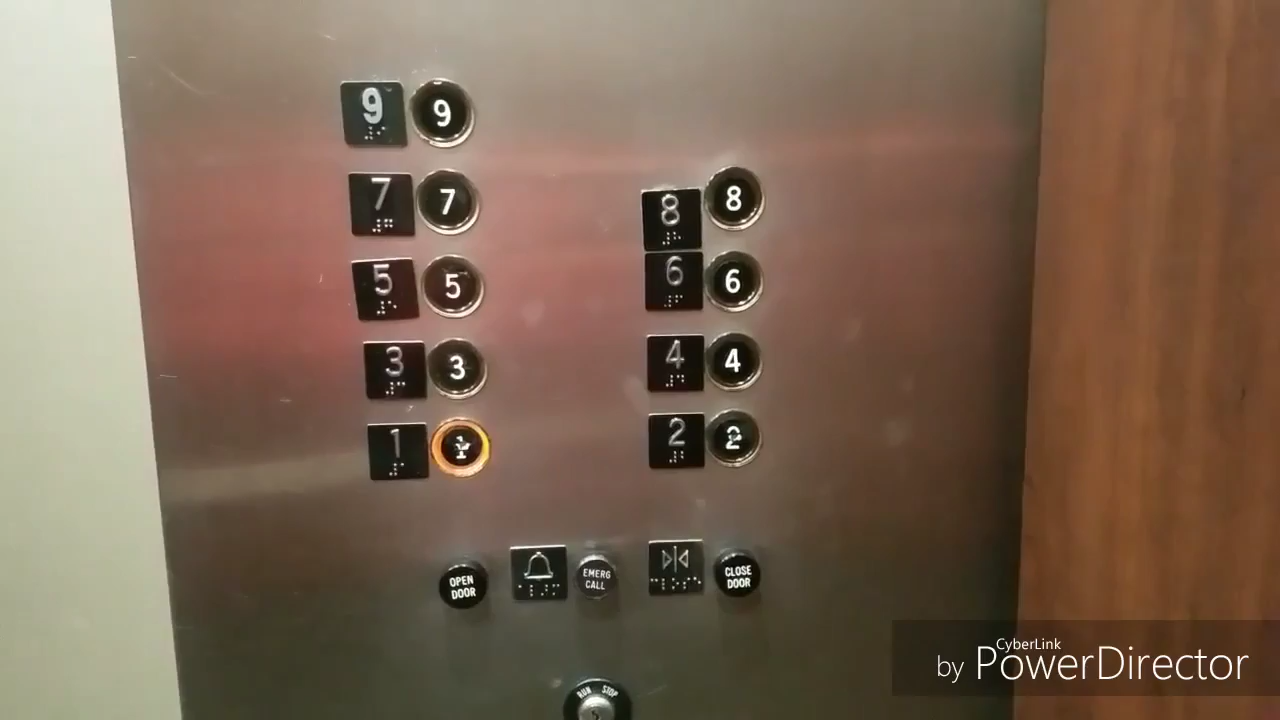 9 9
7 7
8 8
5 5
6 6
3 3
4 4
1 1
2 2
OPEN
DOOR
EMERG
CALL
CLOSE
DOOR
RUN STOP
CyberLink
by PowerDirector